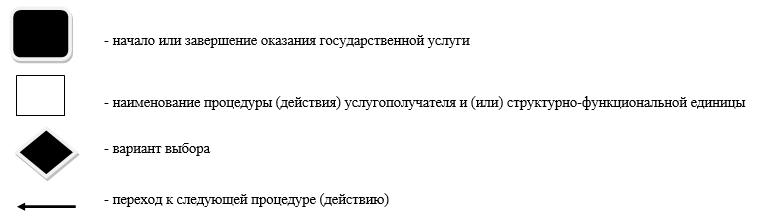 - начало или завершение оказания государственной услуги
- наименование процедуры (действия) услугополучателя и (или) структурно-функциональной единицы
- вариант выбора
- переход к следующей процедуре (действию)